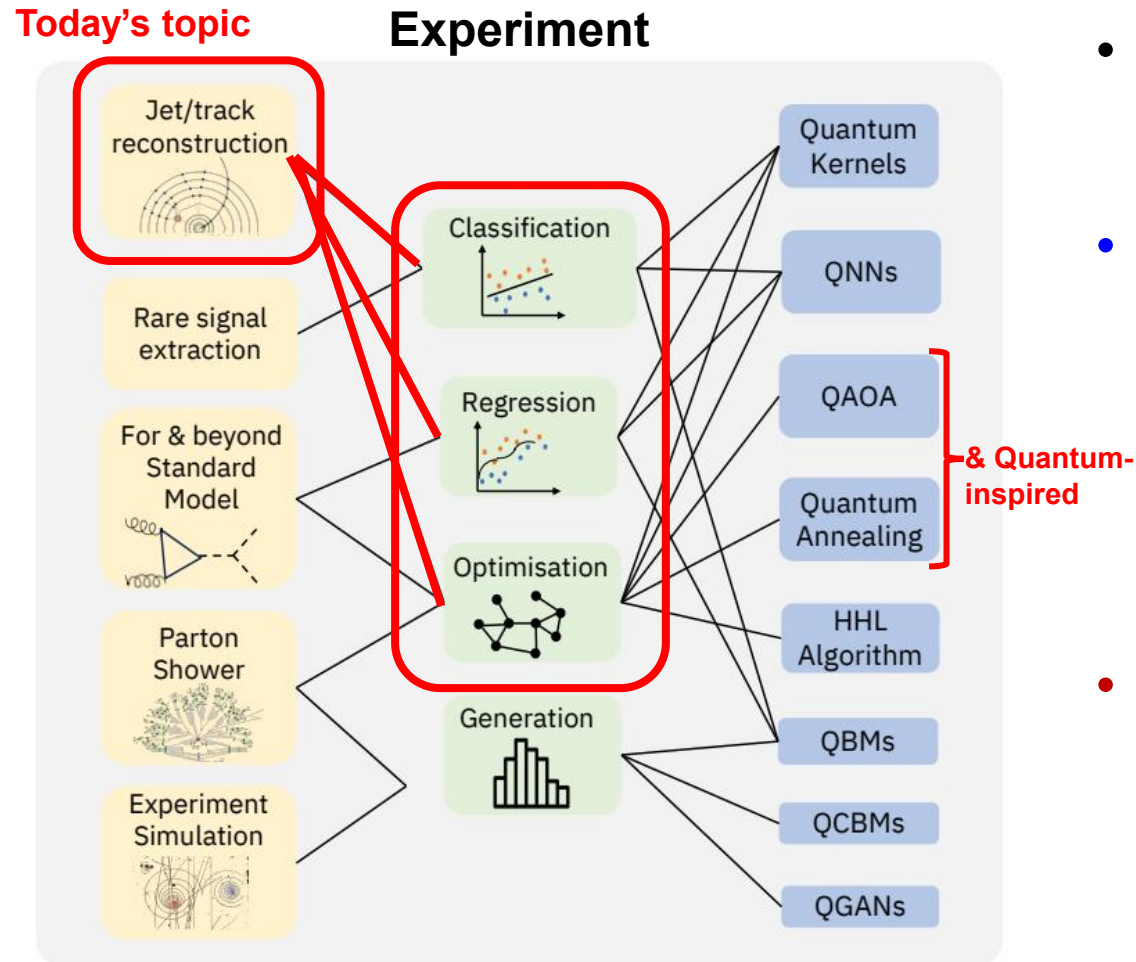 Today's topic
Experiment
Jet/track
reconstruction
Rare signal
extraction
For & beyond
Standard
Model
Parton
Shower
Experiment
Simulation
Classification
Regression
Optimisation
Generation
Quantum
Kernels
QNNs
QAOA
Quantum
Annealing
& Quantum-
inspired
HHL
Algorithm
QBMs
QCBMs
QGANs